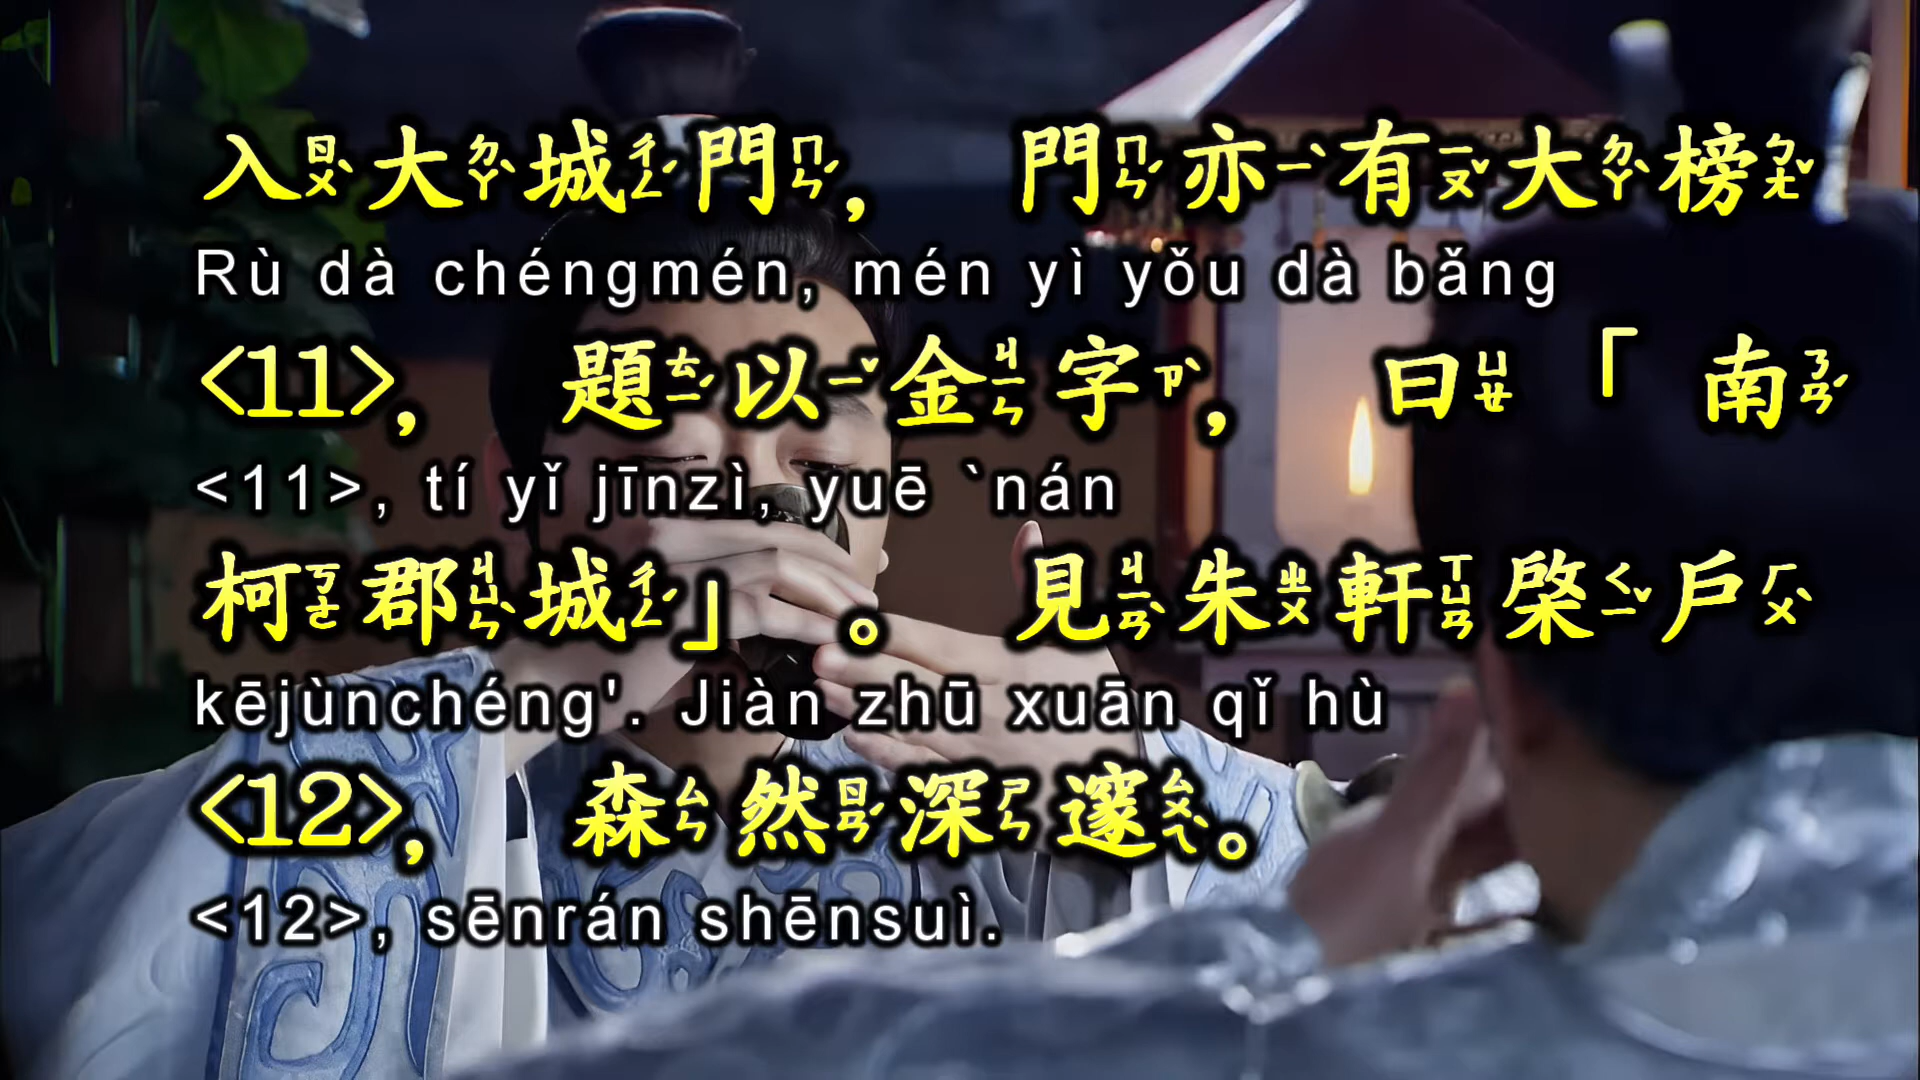 入大城門， 門亦有大榜
Rù dà chéngmén, mén yì yǒu dà bǎng
<11>， 題以金字， 曰「 南
<11>, tí yǐ jīnzì, yuē `nán
柯郡城」 。 見朱軒棨戶
kējùnchéng'. Jiàn zhū xuān qǐ hù
<12>， 森然深邃。
<12>, sēnrán shēnsuì.